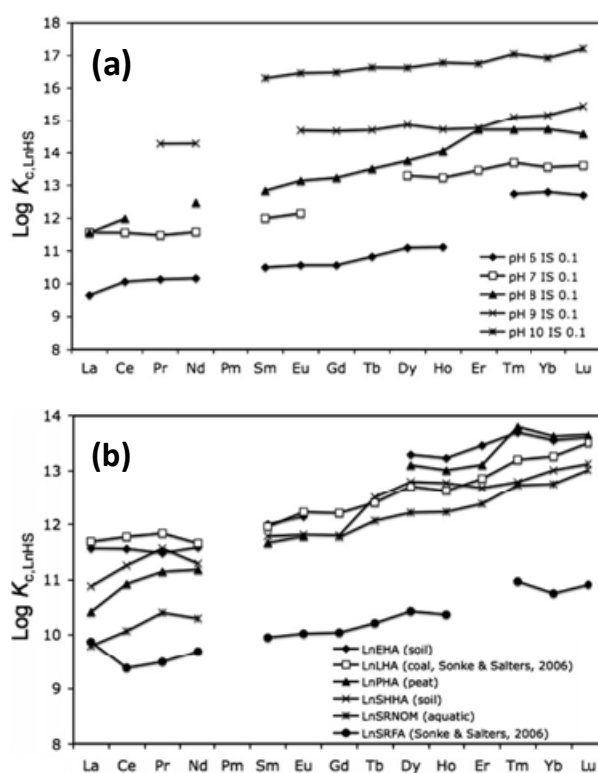 (a)
Log Kc,LnHS
18
17
16
15
14
13
12
11
10
9
8
pH 5 IS 0.1
pH 7 IS 0.1
pH 8 IS 0.1
pH 9 IS 0.1
pH 10 IS 0.1
La Ce Pr Nd Pm Sm Eu Gd Tb Dy Ho Er Tm Yb Lu
(b)
Log Kc,LnHS
14
13
12
11
10
9
8
LnEHA (soil)
LnLHA (coal, Sonke & Salters, 2006)
LnPHA (peat)
LnSHHA (soil)
LnSRNOM (aquatic)
LnSRFA (Sonke & Salters, 2006)
La Ce Pr Nd Pm Sm Eu Gd Tb Dy Ho Er Tm Yb Lu